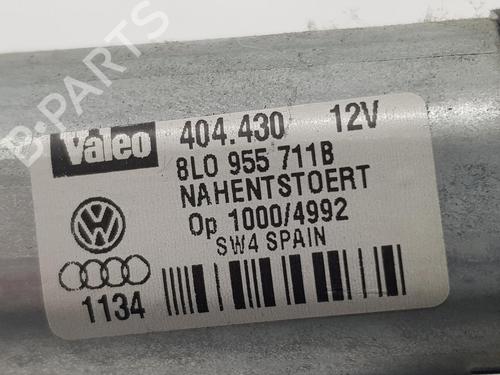 B-PARTS
Valeo 404.430 12V
8L0 955 711B
NAHENTSTOERT
Op 1000/4992
SW4 SPAIN
1134